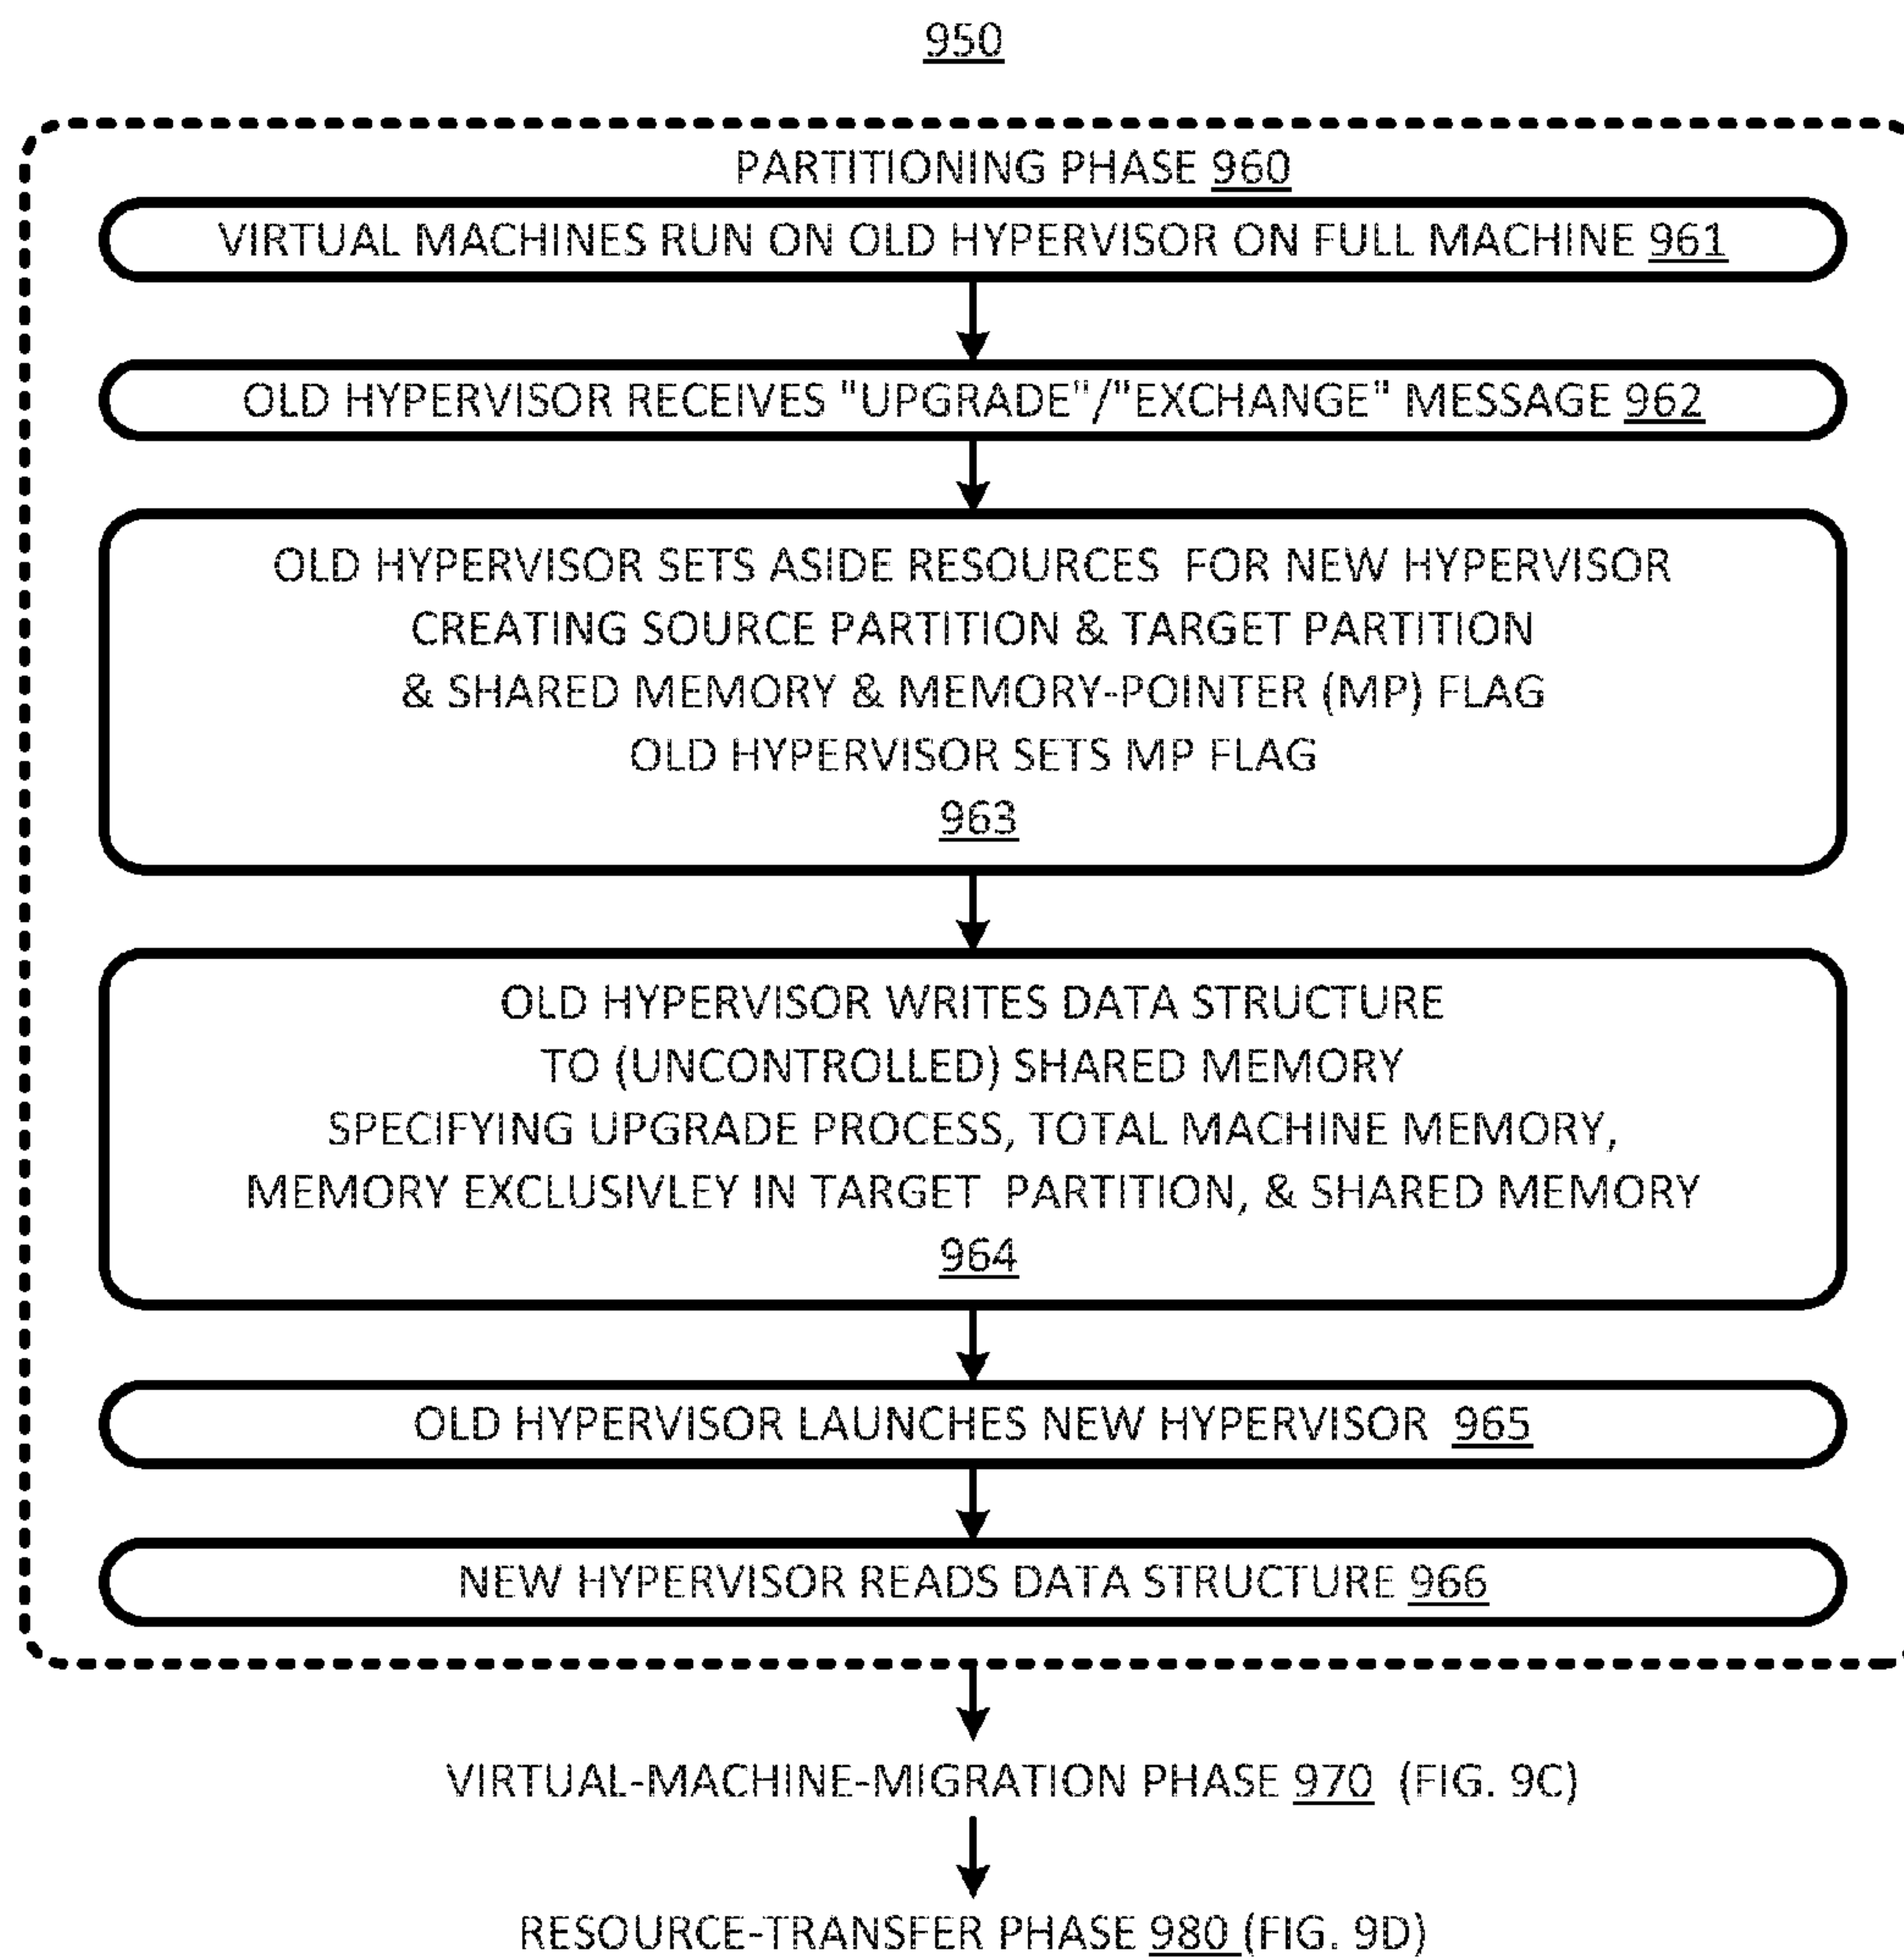 950
PARTITIONING PHASE 960
VIRTUAL MACHINES RUN ON OLD HYPERVISOR ON FULL MACHINE 961
OLD HYPERVISOR RECEIVES "UPGRADE"/"EXCHANGE" MESSAGE 962
OLD HYPERVISOR SETS ASIDE RESOURCES FOR NEW HYPERVISOR
CREATING SOURCE PARTITION & TARGET PARTITION
& SHARED MEMORY & MEMORY-POINTER (MP) FLAG
OLD HYPERVISOR SETS MP FLAG
963
OLD HYPERVISOR WRITES DATA STRUCTURE
TO (UNCONTROLLED) SHARED MEMORY
SPECIFYING UPGRADE PROCESS, TOTAL MACHINE MEMORY,
MEMORY EXCLUSIVLEY IN TARGET PARTITION, & SHARED MEMORY
964
OLD HYPERVISOR LAUNCHES NEW HYPERVISOR 965
NEW HYPERVISOR READS DATA STRUCTURE 966
VIRTUAL-MACHINE-MIGRATION PHASE 970 (FIG. 9C)
RESOURCE-TRANSFER PHASE 980 (FIG. 9D)